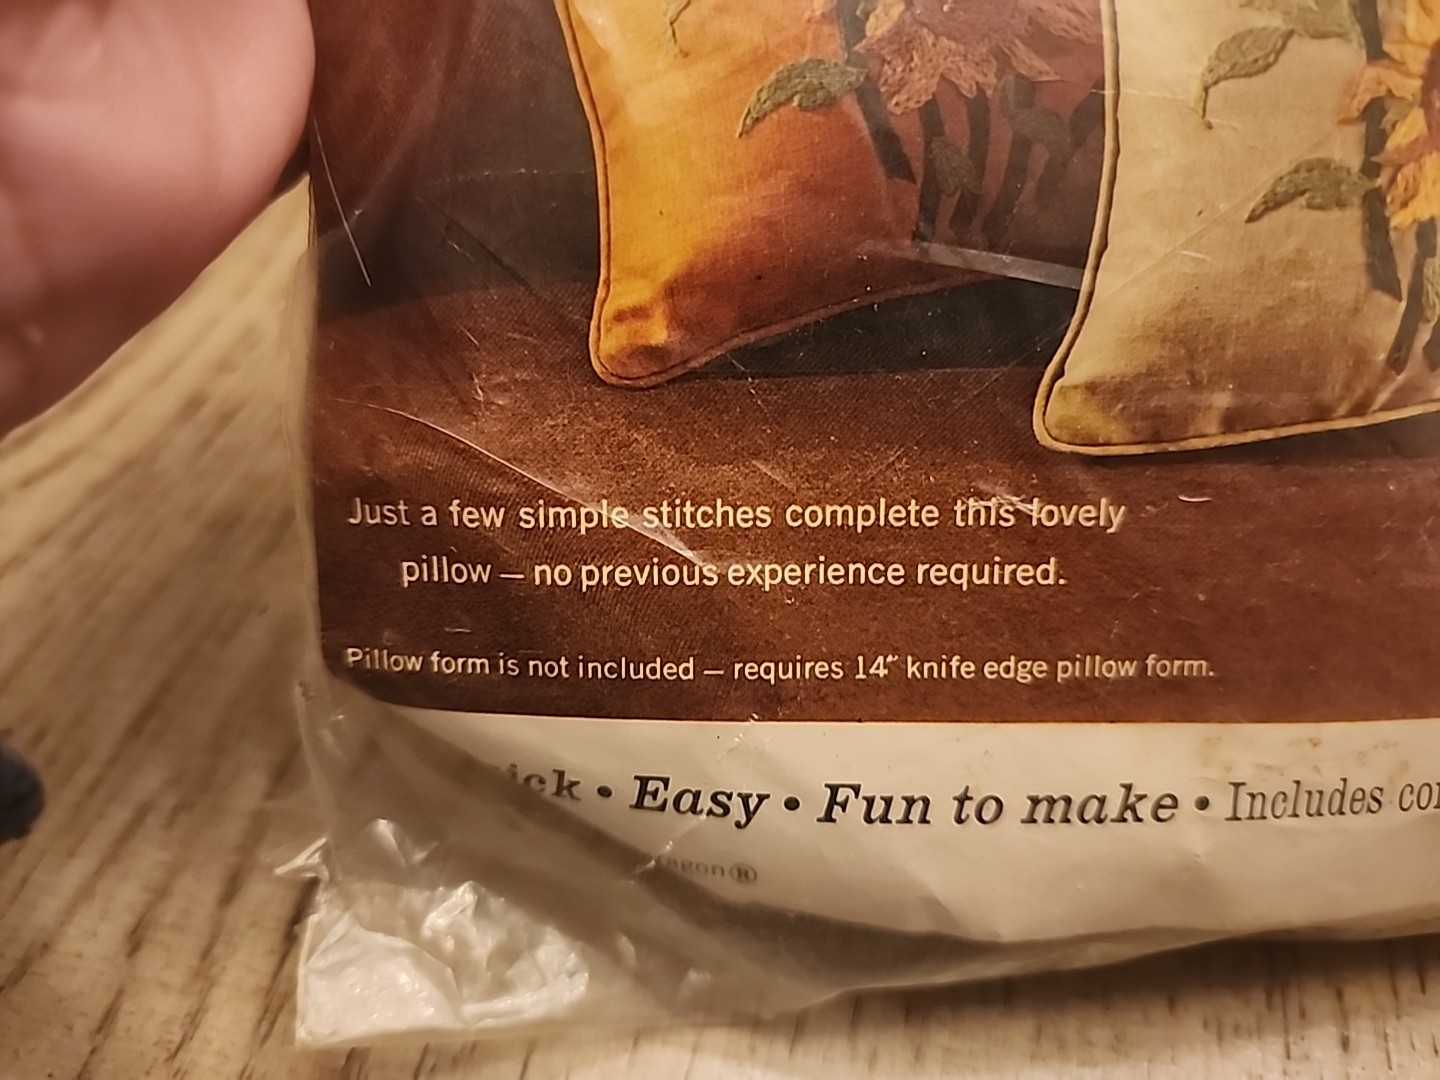 Just a few simple stitches complete this lovely
pillow — no previous experience required.
Pillow form is not included — requires 14" knife edge pillow form.
• Easy • Fun to make • Includes